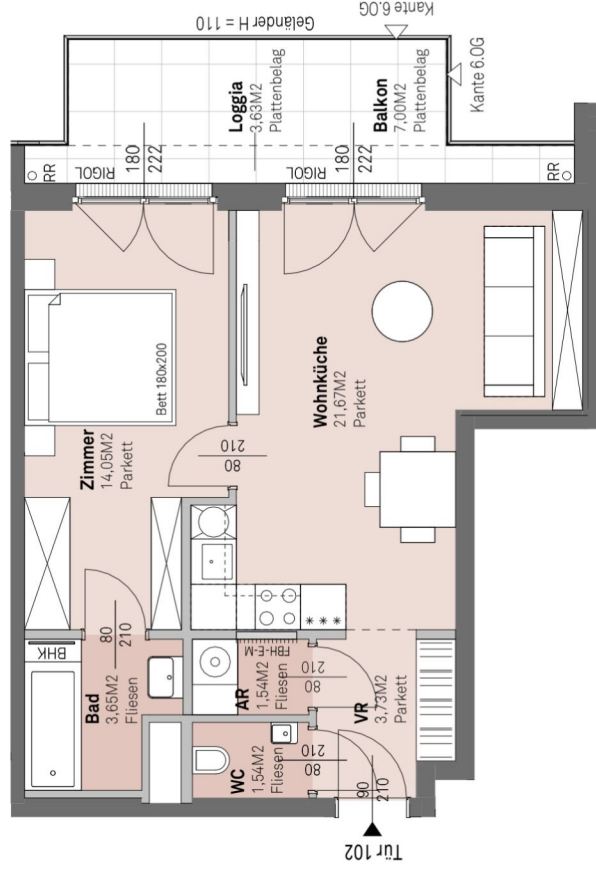 Geländer H = 110
Kante 6.OG
Kante 6.OG
Loggia
3,63M2
Plattenbelag
Balkon
7,00M2
Plattenbelag
RR
RIGOL
180
222
RIGOL
180
222
RR
Bett 180x200
Zimmer
14,05M2
Parkett
Wohnküche
21,67M2
Parkett
80
210
80
210
BHK
Bad
3,65M2
Fliesen
FBH-E-M
AR
1,54M2
Fliesen
80
210
VR
3,73M2
Parkett
WC
1,54M2
Fliesen
80
210
90
210
Tür 102